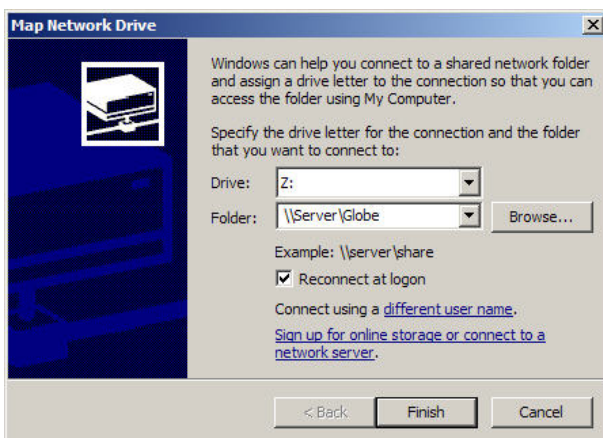 Map Network Drive
Windows can help you connect to a shared network folder
and assign a drive letter to the connection so that you can
access the folder using My Computer.
Specify the drive letter for the connection and the folder
that you want to connect to:
Drive: Z:
Folder: \\Server\Globe Browse...
Example: \\server\share
Reconnect at logon
Connect using a different user name.
Sign up for online storage or connect to a
network server.
< Back Finish Cancel